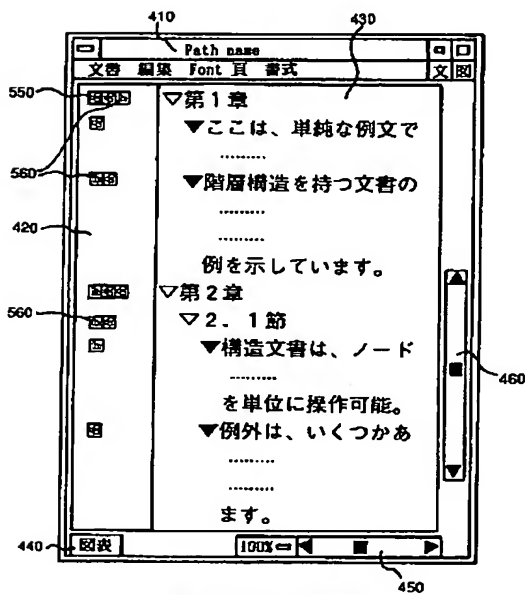 410
430
Path name
文書 編集 Font 頁 書式 文 図
550
▽第1章
▼ここは、単純な例文で
………
560
▼階層構造を持つ文書の
………
420
………
例を示しています。
▽第2章
560
▽2.1節
▼構造文書は、ノード
460
………
を単位に操作可能。
▼例外は、いくつかあ
………
………
ます。
440
図表
100%
450